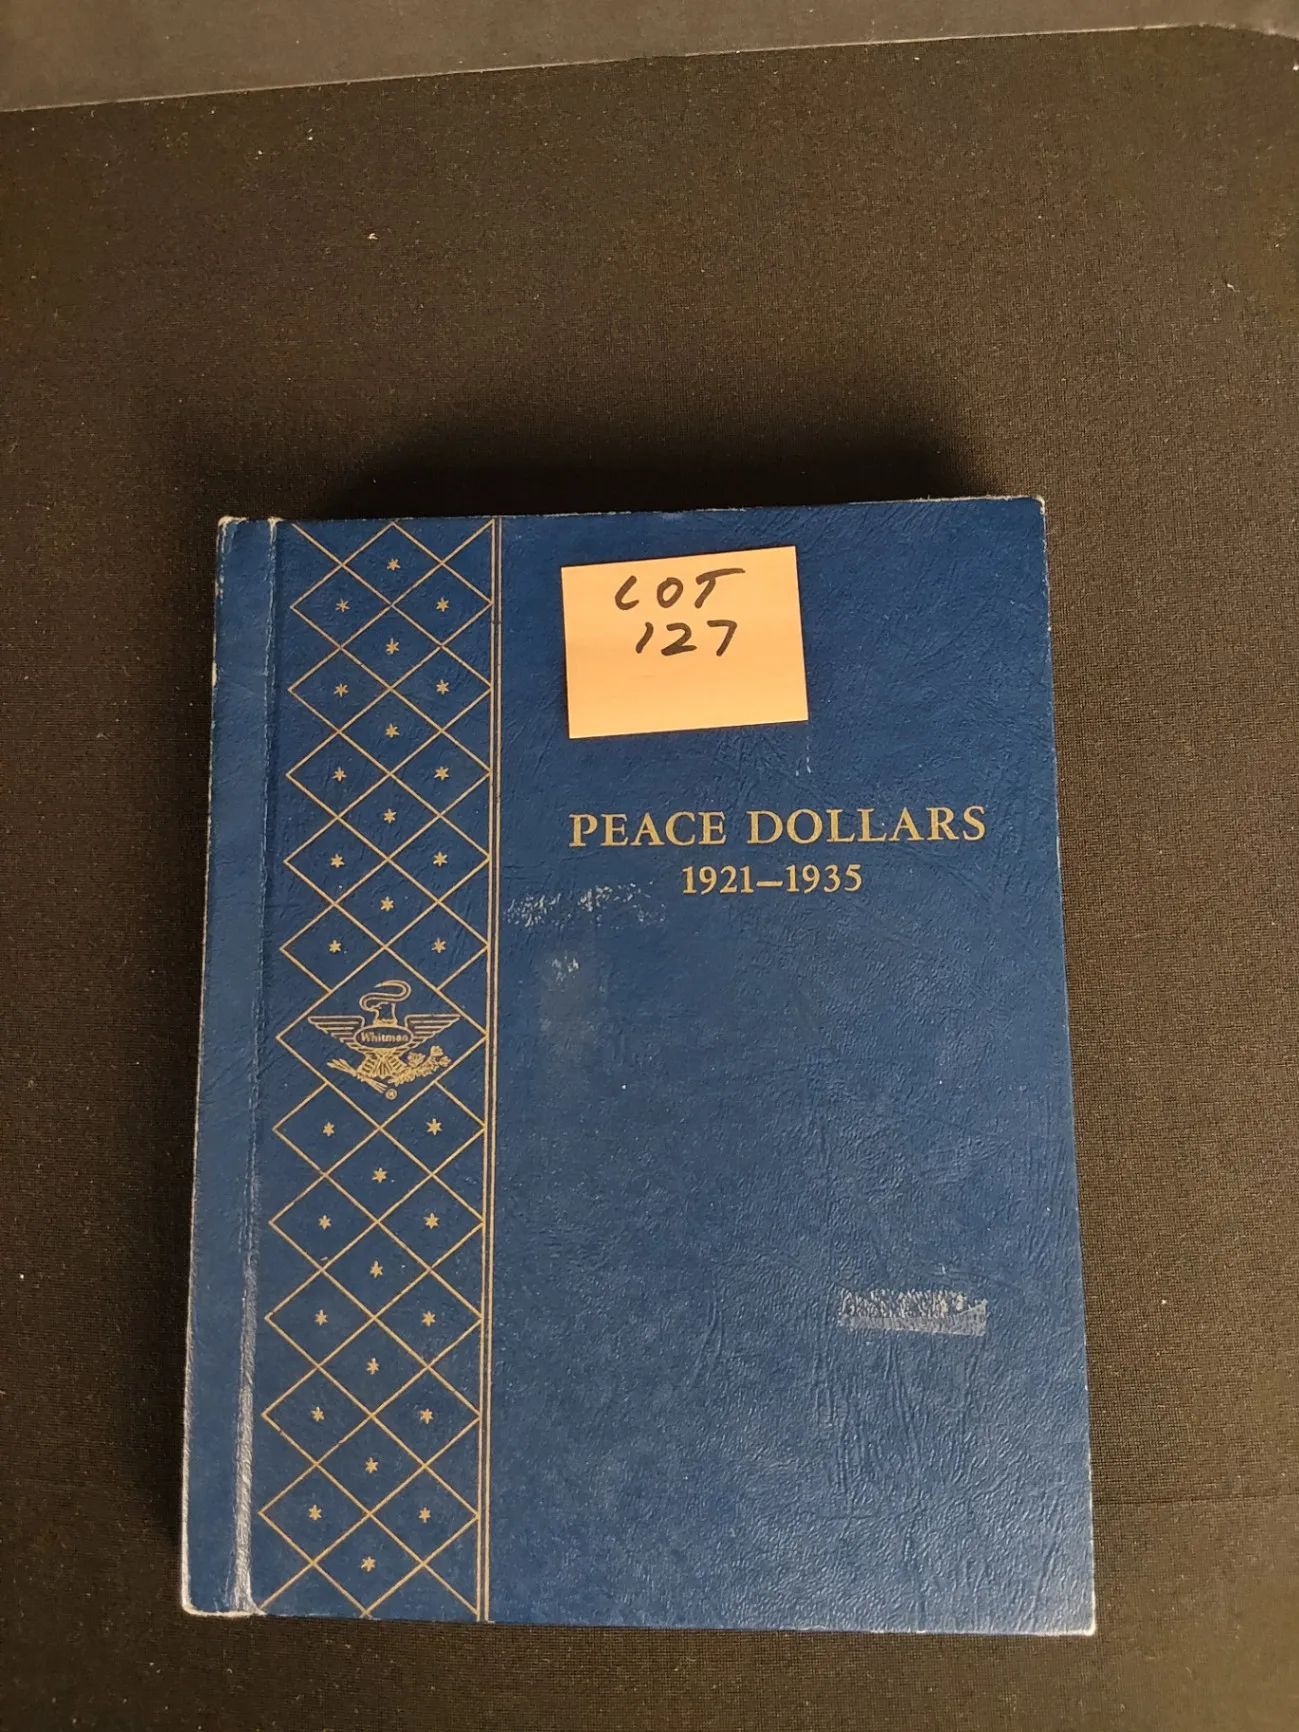 LOT
127
PEACE DOLLARS
1921–1935
Whitman
®